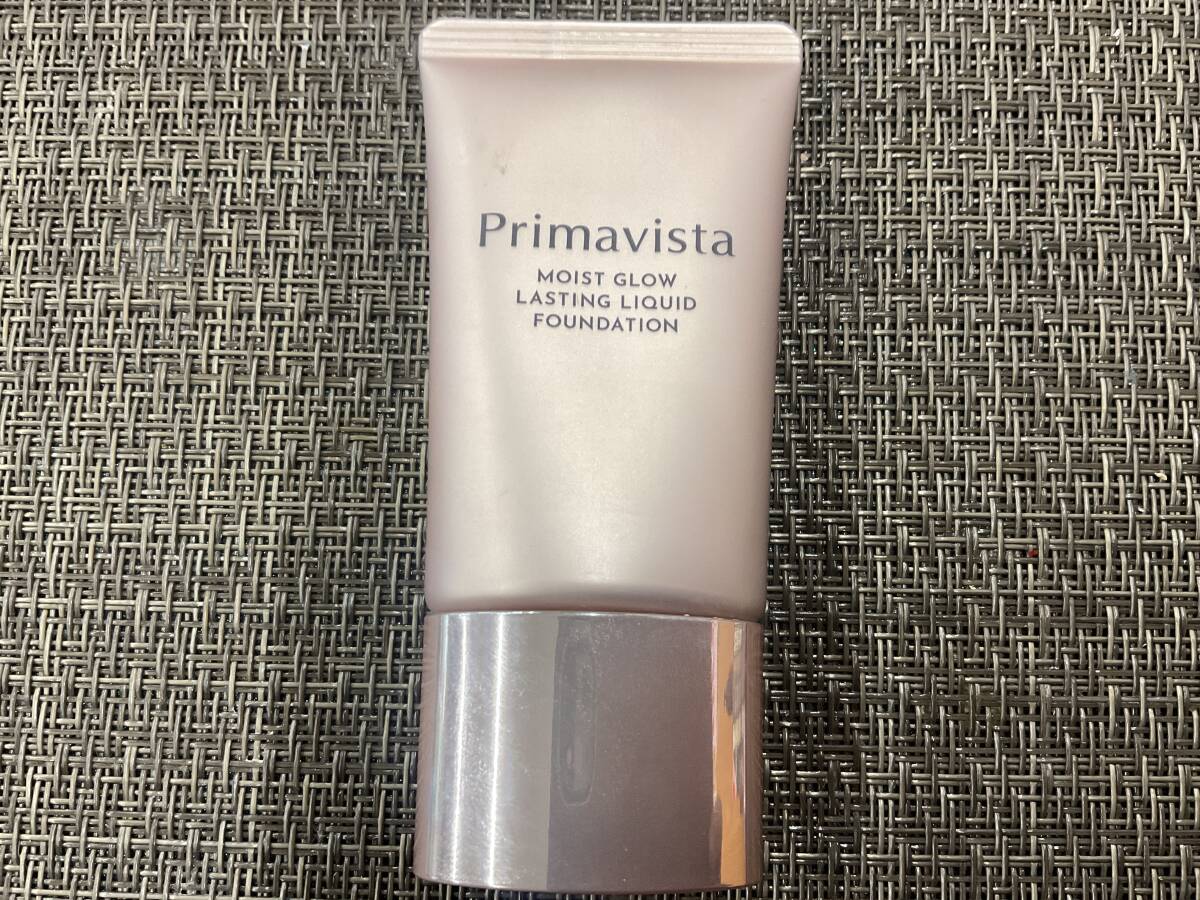 Primavista
MOIST GLOW
LASTING LIQUID
FOUNDATION